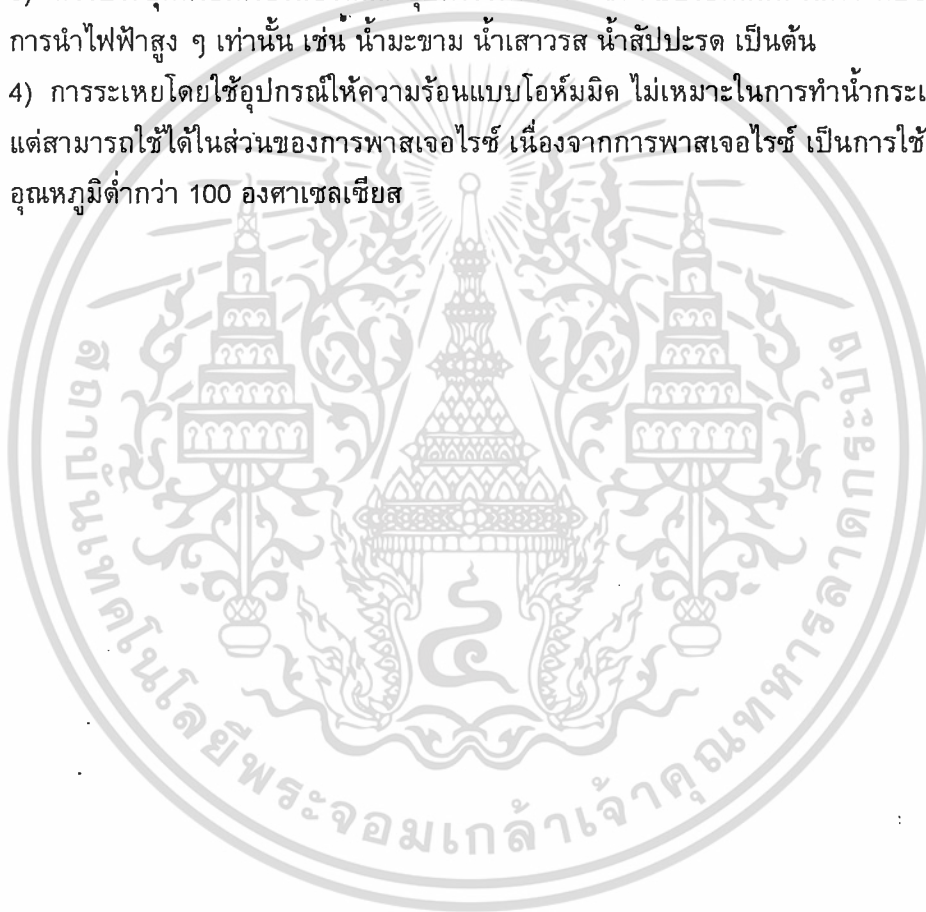 การนำไฟฟ้าสูง ๆ เท่านั้น เช่น น้ำมะขาม น้ำเสาวรส น้ำสัปปะรด เป็นต้น
4) การระเหยโดยใช้อุปกรณ์ให้ความร้อนแบบโอห์มมิค ไม่เหมาะในการทำน้ำกระเ
แต่สามารถใช้ได้ในส่วนของการพาสเจอไรซ์ เนื่องจากการพาสเจอไรซ์ เป็นการใช้
อุณหภูมิต่ำกว่า 100 องศาเซลเซียส
สถาบันเทคโนโลยีพระจอมเกล้าเจ้าคุณทหารลาดกระบัง